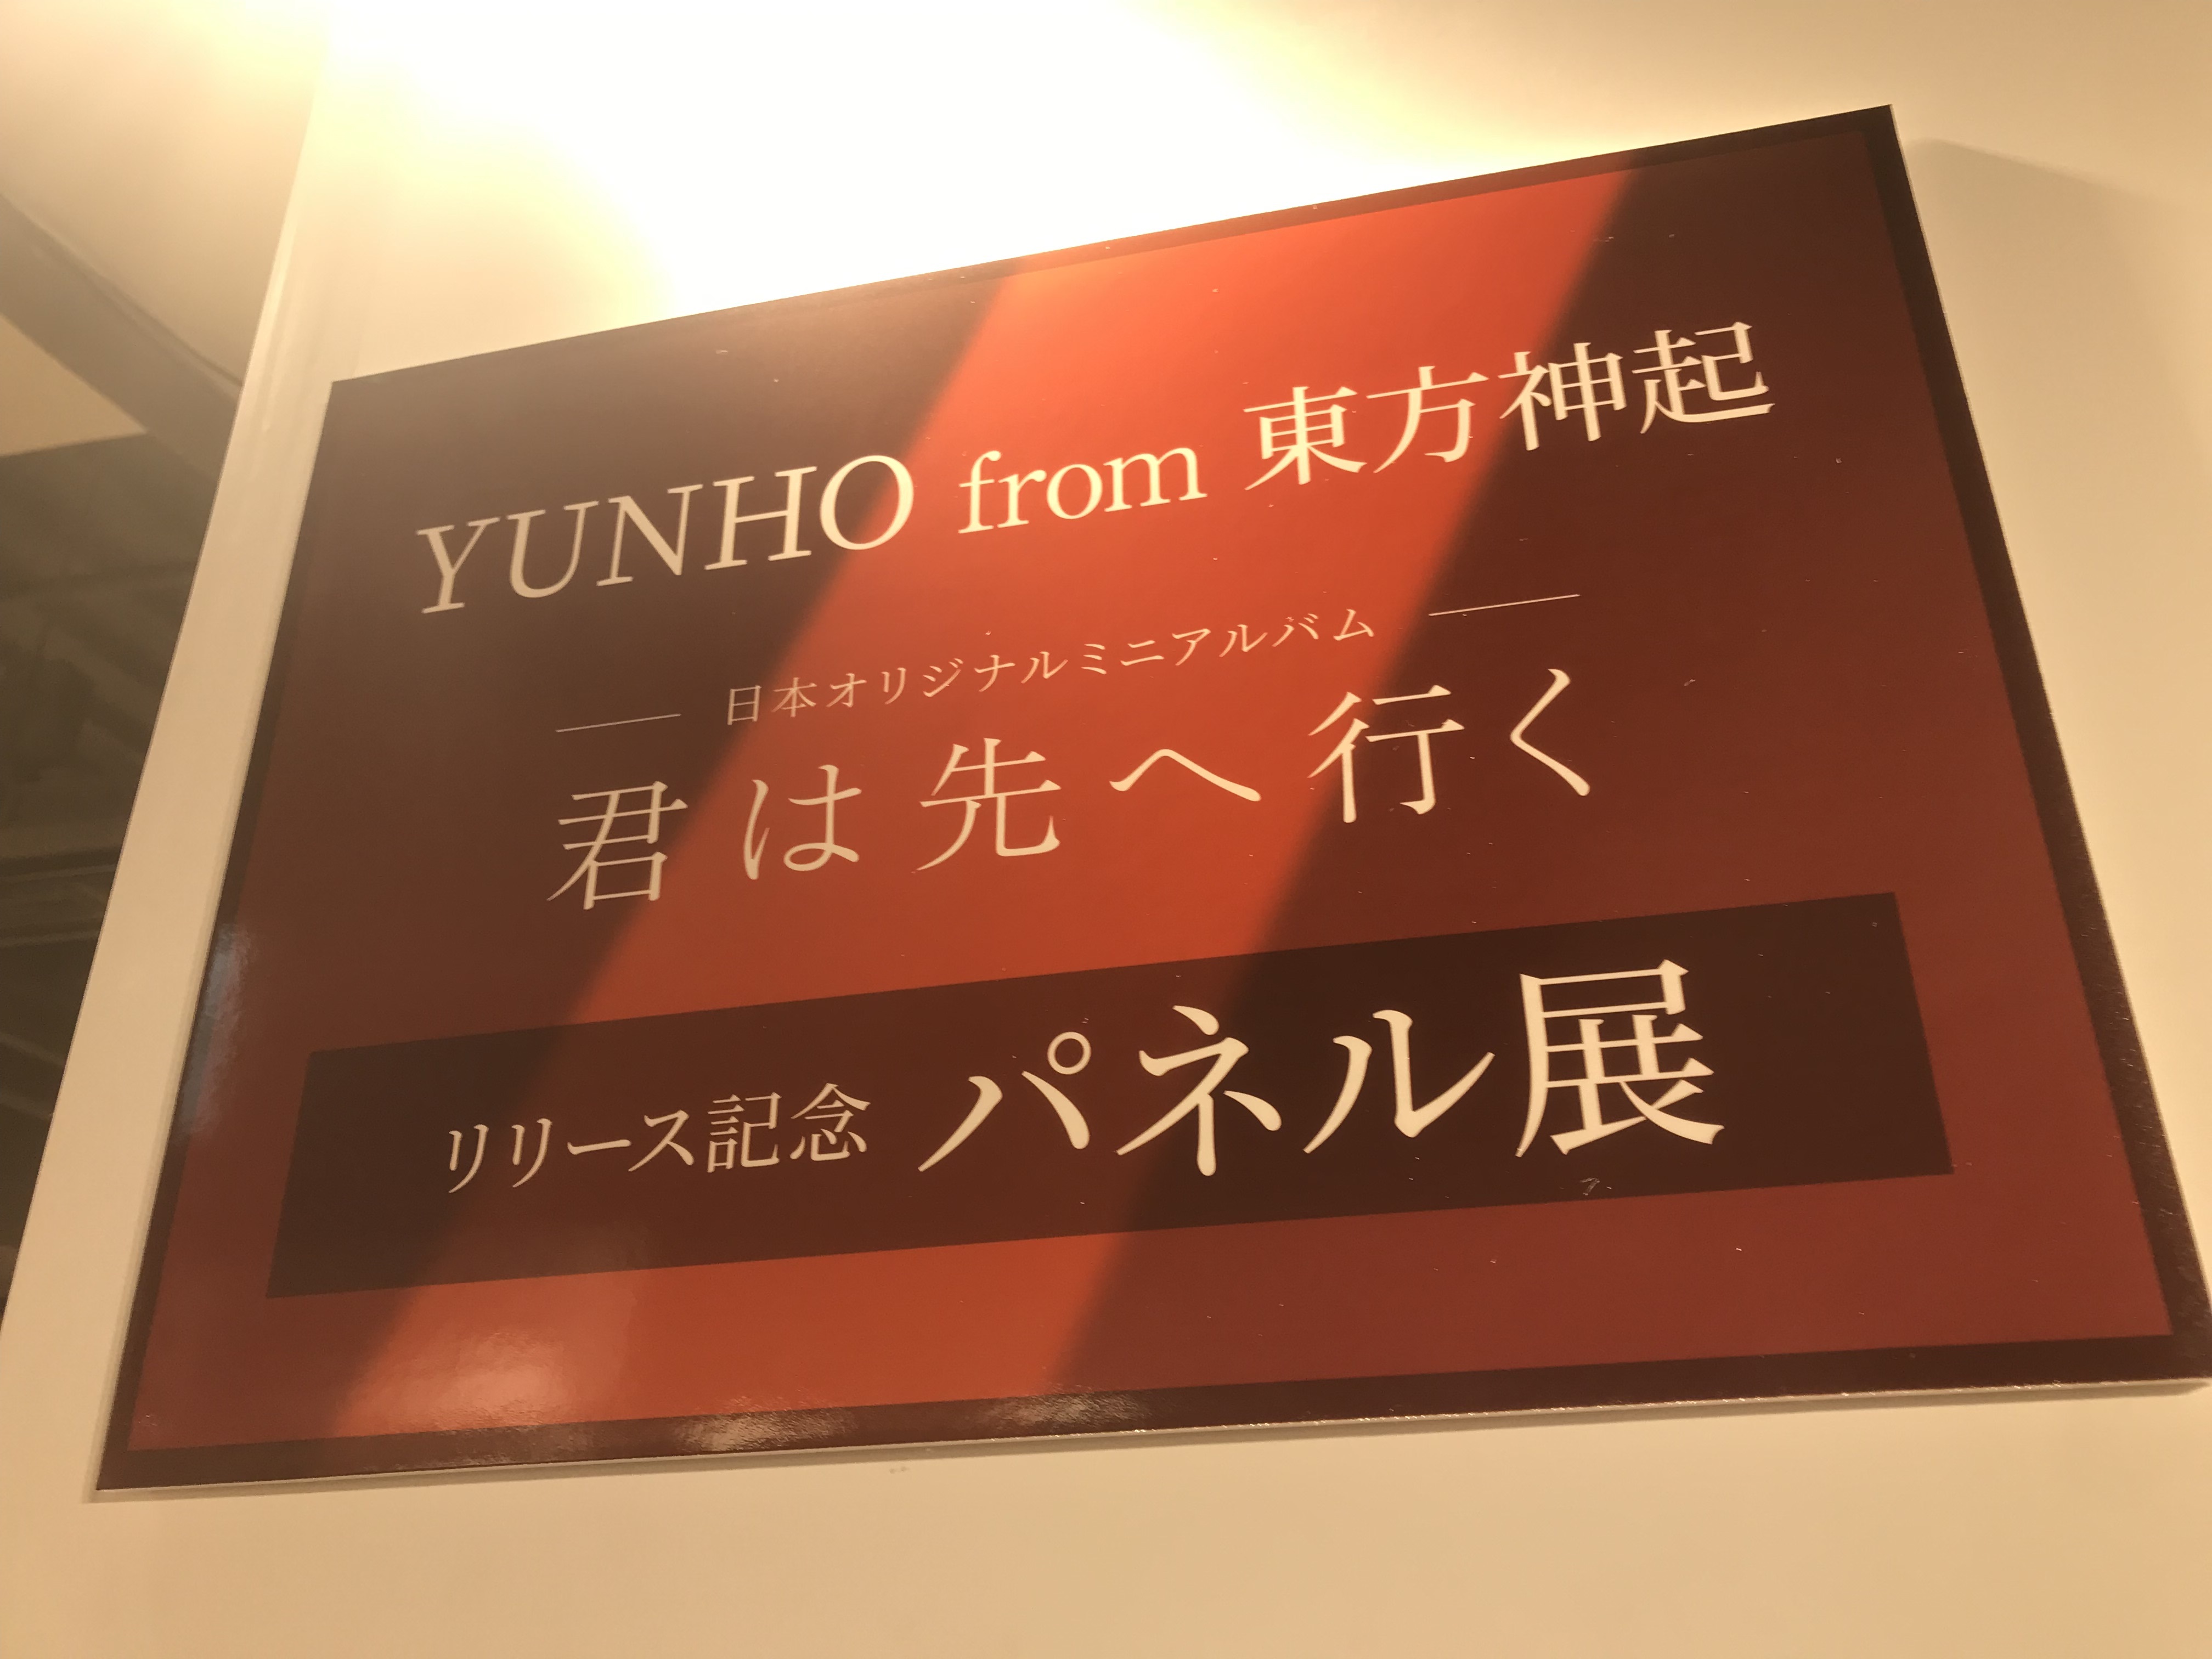 YUNHO from 東方神起
日本オリジナルミニアルバム
君は先へ行く
リリース記念 パネル展